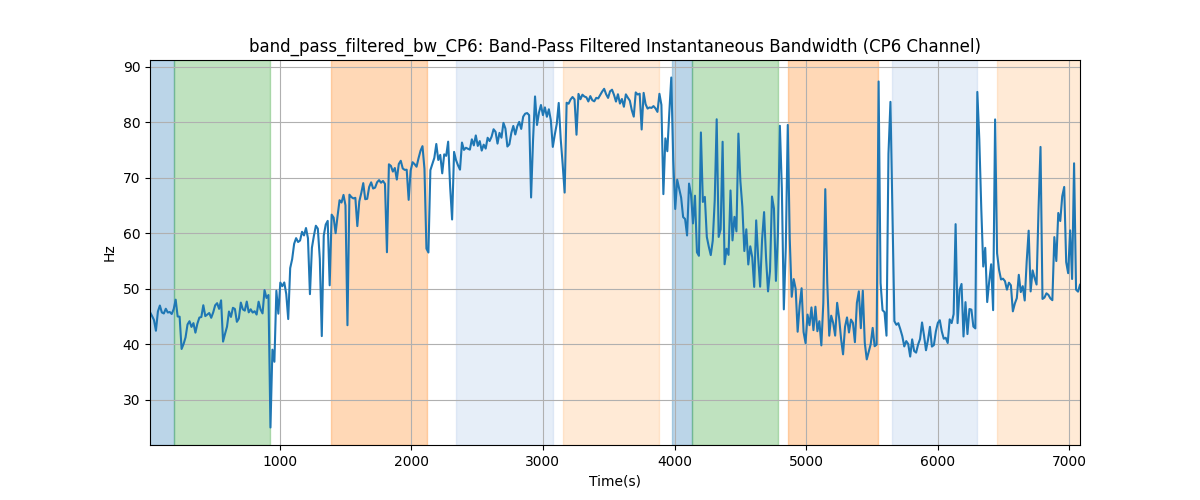 band_pass_filtered_bw_CP6: Band-Pass Filtered Instantaneous Bandwidth (CP6 Channel)
90
80
70
60
50
40
30
Hz
1000 2000 3000 4000 5000 6000 7000
Time(s)